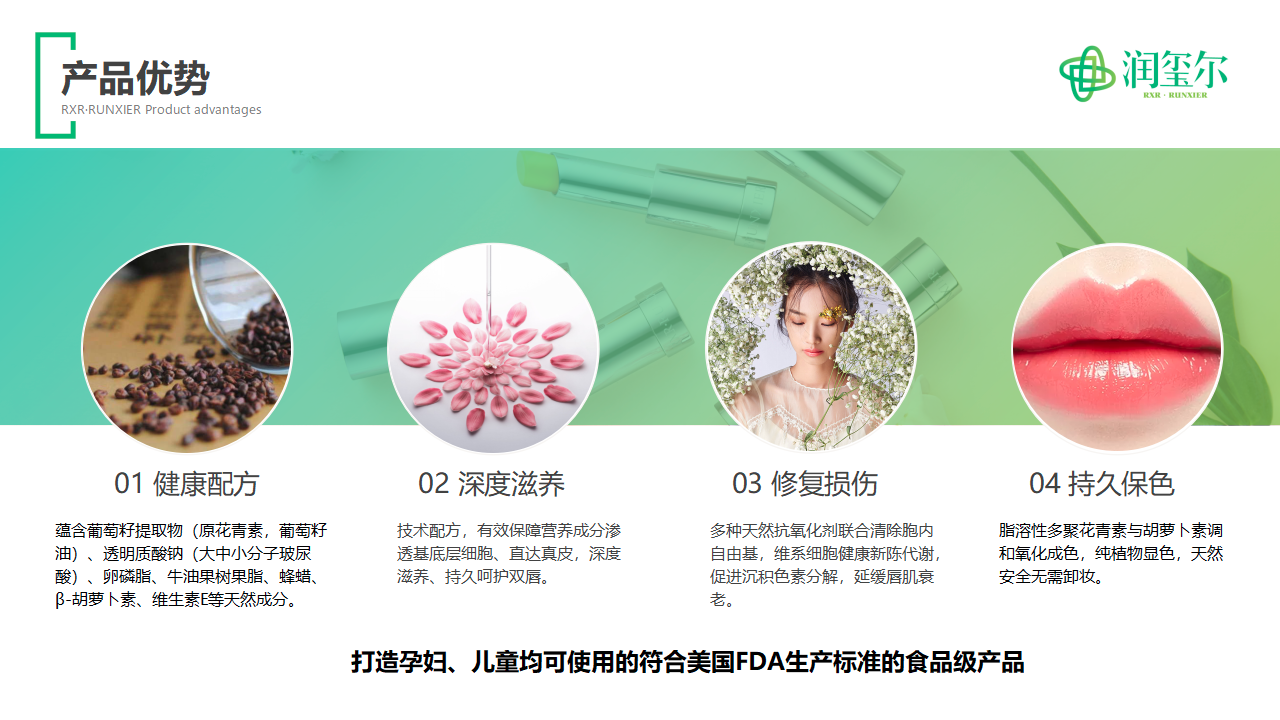 产品优势
RXR·RUNXIER Product advantages
润玺尔
RXR · RUNXIER
01 健康配方
蕴含葡萄籽提取物（原花青素，葡萄籽
油）、透明质酸钠（大中小分子玻尿
酸）、卵磷脂、牛油果树果脂、蜂蜡、
β-胡萝卜素、维生素E等天然成分。
02 深度滋养
技术配方，有效保障营养成分渗
透基底层细胞、直达真皮，深度
滋养、持久呵护双唇。
03 修复损伤
多种天然抗氧化剂联合清除胞内
自由基，维系细胞健康新陈代谢，
促进沉积色素分解，延缓唇肌衰
老。
04 持久保色
脂溶性多聚花青素与胡萝卜素调
和氧化成色，纯植物显色，天然
安全无需卸妆。
打造孕妇、儿童均可使用的符合美国FDA生产标准的食品级产品